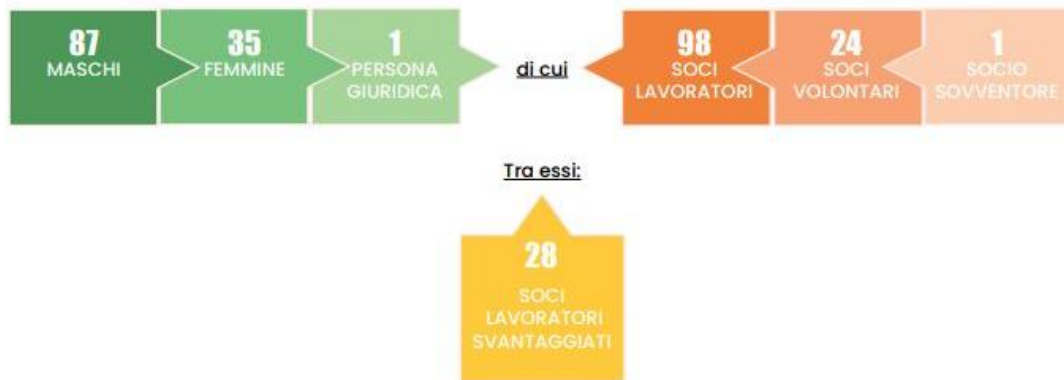 87
MASCHI
35
FEMMINE
1
PERSONA
GIURIDICA
di cui
98
SOCI
LAVORATORI
24
SOCI
VOLONTARI
1
SOCIO
SOVVENTORE
Tra essi:
28
SOCI
LAVORATORI
SVANTAGGIATI